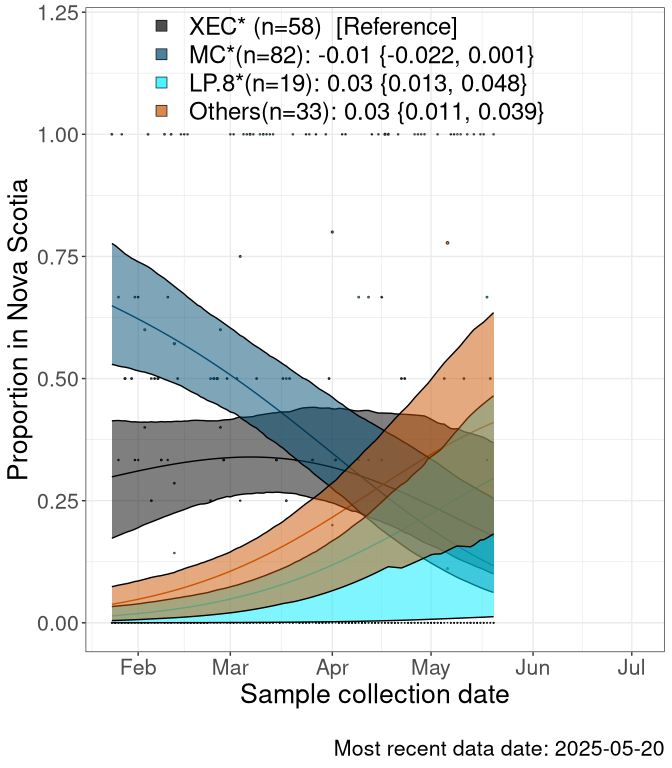 XEC* (n=58) [Reference]
MC*(n=82): -0.01 {-0.022, 0.001}
LP.8*(n=19): 0.03 {0.013, 0.048}
Others(n=33): 0.03 {0.011, 0.039}
1.25
1.00
0.75
0.50
0.25
0.00
Proportion in Nova Scotia
Feb Mar Apr May Jun Jul
Sample collection date
Most recent data date: 2025-05-20